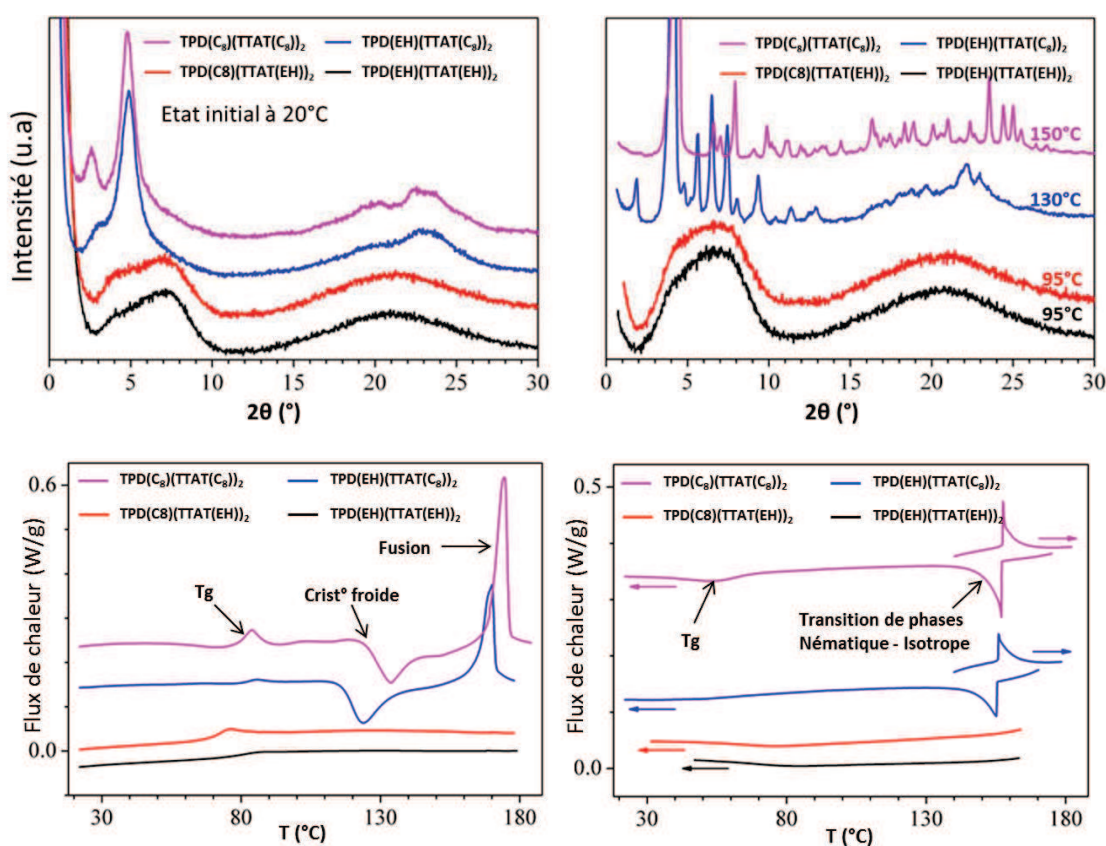 TPD(C₈)(TTAT(C₈))₂ TPD(EH)(TTAT(C₈))₂
TPD(C8)(TTAT(EH))₂ TPD(EH)(TTAT(EH))₂
Etat initial à 20°C
Intensité (u.a)
0 5 10 15 20 25 30
2θ (°)
TPD(C₈)(TTAT(C₈))₂ TPD(EH)(TTAT(C₈))₂
TPD(C8)(TTAT(EH))₂ TPD(EH)(TTAT(EH))₂
150°C
130°C
95°C
95°C
0 5 10 15 20 25 30
2θ (°)
TPD(C₈)(TTAT(C₈))₂ TPD(EH)(TTAT(C₈))₂
TPD(C8)(TTAT(EH))₂ TPD(EH)(TTAT(EH))₂
Fusion
Tg
Crist° froide
Flux de chaleur (W/g)
0.6
0.0
30 80 130 180
T (°C)
TPD(C₈)(TTAT(C₈))₂ TPD(EH)(TTAT(C₈))₂
TPD(C8)(TTAT(EH))₂ TPD(EH)(TTAT(EH))₂
Tg
Transition de phases
Nématique - Isotrope
Flux de chaleur (W/g)
0.5
0.0
30 80 130 180
T (°C)